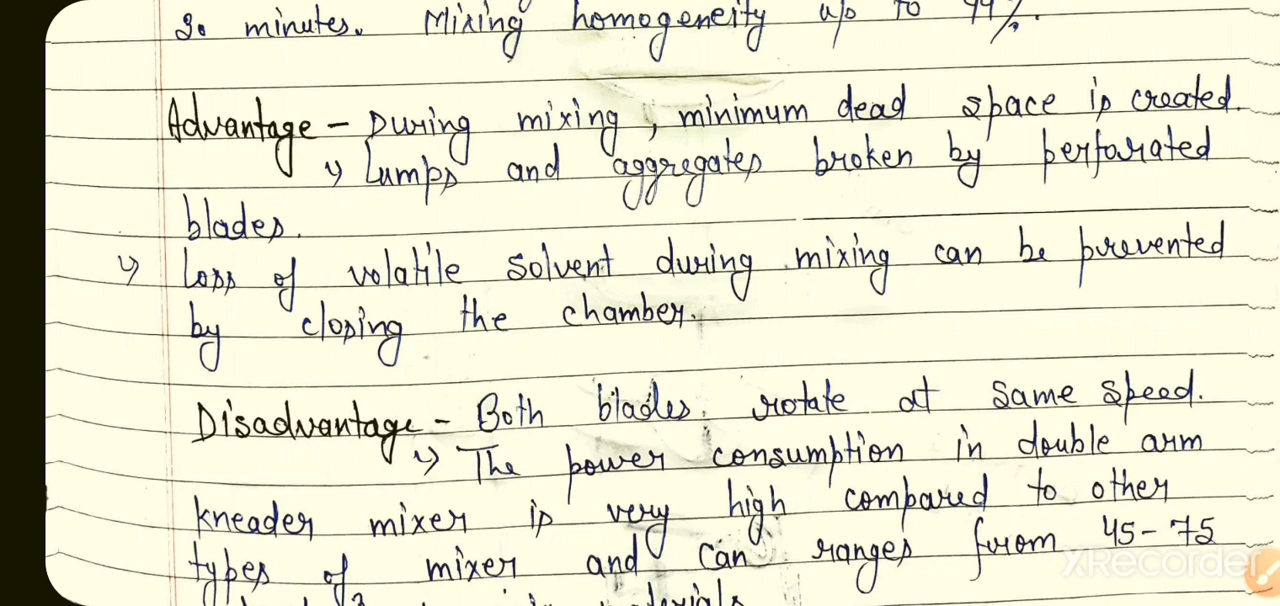 30 minutes. Mixing homogeneity up to 99%.
Advantage - During mixing, minimum dead space is created.
↳ Lumps and aggregates broken by perforated
blades.
↳ Loss of volatile solvent during mixing can be prevented
by closing the chamber.
Disadvantage - Both blades rotate at same speed.
↳ The power consumption in double arm
kneader mixer is very high compared to other
types of mixer and can ranges from 45-75
XRecorder